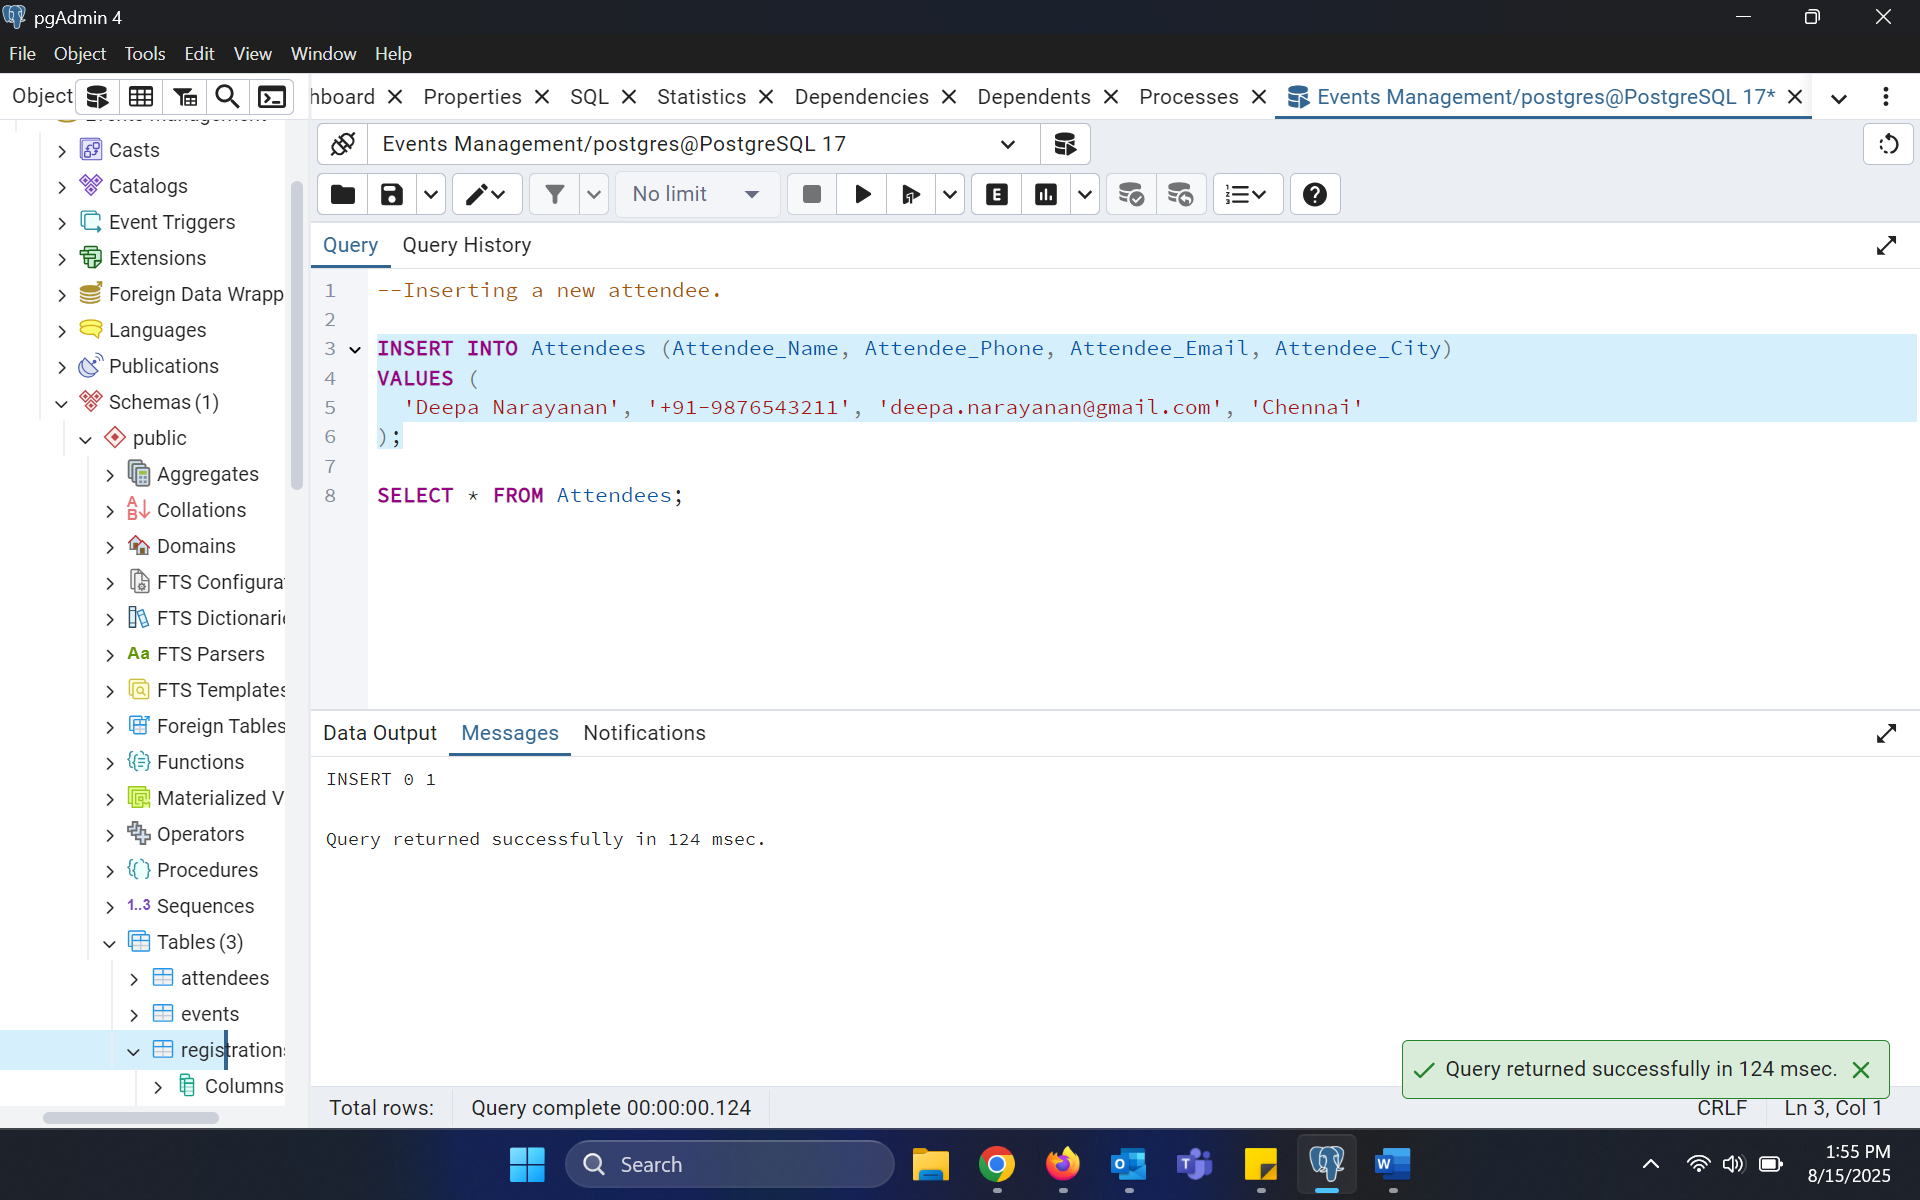 pgAdmin 4
File Object Tools Edit View Window Help
Object
hboard Properties SQL Statistics Dependencies Dependents Processes Events Management/postgres@PostgreSQL 17*
Events Management/postgres@PostgreSQL 17
No limit
E
Query Query History
1 --Inserting a new attendee.
2
3 INSERT INTO Attendees (Attendee_Name, Attendee_Phone, Attendee_Email, Attendee_City)
4 VALUES (
5 'Deepa Narayanan', '+91-9876543211', 'deepa.narayanan@gmail.com', 'Chennai'
6 );
7
8 SELECT * FROM Attendees;
Casts
Catalogs
Event Triggers
Extensions
Foreign Data Wrapp
Languages
Publications
Schemas (1)
public
Aggregates
Collations
Domains
FTS Configurat
FTS Dictionarie
Aa FTS Parsers
FTS Templates
Foreign Tables
Functions
Materialized V
Operators
Procedures
1..3 Sequences
Tables (3)
attendees
events
registrations
Columns
Data Output Messages Notifications
INSERT 0 1
Query returned successfully in 124 msec.
Query returned successfully in 124 msec.
Total rows: Query complete 00:00:00.124 CRLF Ln 3, Col 1
Search
1:55 PM
8/15/2025